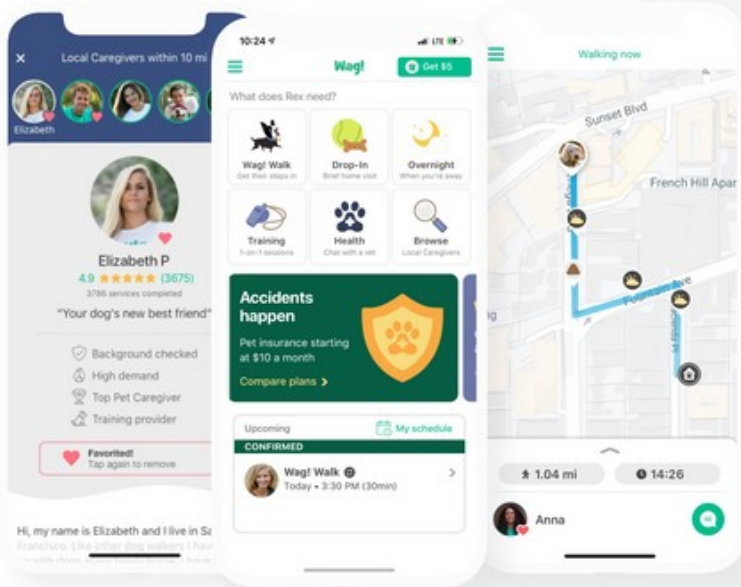 Local Caregivers within 10 mi
Elizabeth
Elizabeth P
4.9 ★★★★★ (3675)
3786 services completed
"Your dog's new best friend"
Background checked
High demand
Top Pet Caregiver
Training provider
Favorited!
Tap again to remove
Hi, my name is Elizabeth and I live in Sa
Francisco. Like other dog walkers I hav
10:24
LTE
Wag!
Get $5
What does Rex need?
Wag! Walk
Get their steps in
Drop-In
Brief home visit
Overnight
When you're away
Training
1-on-1 sessions
Health
Chat with a vet
Browse
Local Caregivers
Accidents
happen
Pet insurance starting
at $10 a month
Compare plans >
Upcoming
My schedule
CONFIRMED
Wag! Walk
Today • 3:30 PM (30min)
Walking now
Sunset Blvd
French Hill Apar
Fountain Ave
ng
1.04 mi
14:26
Anna